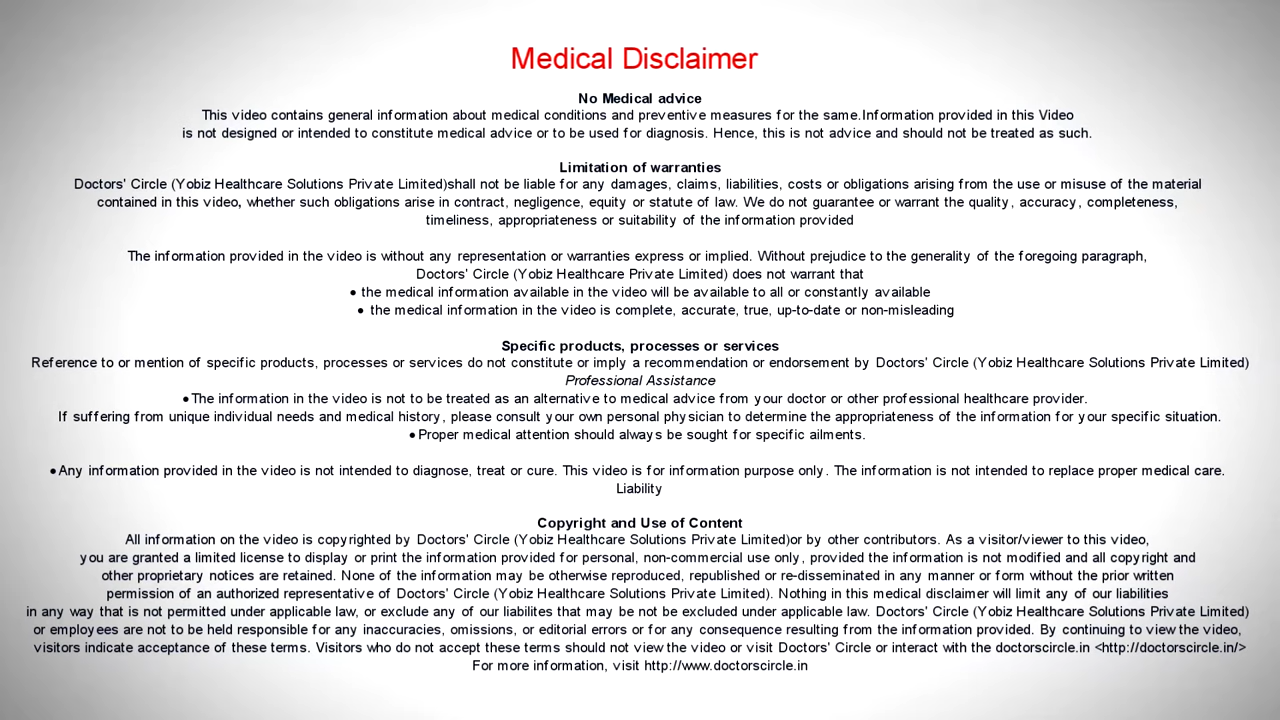 Medical Disclaimer
No Medical advice
This video contains general information about medical conditions and preventive measures for the same.Information provided in this Video
is not designed or intended to constitute medical advice or to be used for diagnosis. Hence, this is not advice and should not be treated as such.
Limitation of warranties
Doctors' Circle (Yobiz Healthcare Solutions Private Limited)shall not be liable for any damages, claims, liabilities, costs or obligations arising from the use or misuse of the material
contained in this video, whether such obligations arise in contract, negligence, equity or statute of law. We do not guarantee or warrant the quality, accuracy, completeness,
timeliness, appropriateness or suitability of the information provided
The information provided in the video is without any representation or warranties express or implied. Without prejudice to the generality of the foregoing paragraph,
Doctors' Circle (Yobiz Healthcare Private Limited) does not warrant that
• the medical information available in the video will be available to all or constantly available
• the medical information in the video is complete, accurate, true, up-to-date or non-misleading
Specific products, processes or services
Reference to or mention of specific products, processes or services do not constitute or imply a recommendation or endorsement by Doctors' Circle (Yobiz Healthcare Solutions Private Limited)
Professional Assistance
•The information in the video is not to be treated as an alternative to medical advice from your doctor or other professional healthcare provider.
If suffering from unique individual needs and medical history, please consult your own personal physician to determine the appropriateness of the information for your specific situation.
•Proper medical attention should always be sought for specific ailments.
•Any information provided in the video is not intended to diagnose, treat or cure. This video is for information purpose only. The information is not intended to replace proper medical care.
Liability
Copyright and Use of Content
All information on the video is copyrighted by Doctors' Circle (Yobiz Healthcare Solutions Private Limited)or by other contributors. As a visitor/viewer to this video,
you are granted a limited license to display or print the information provided for personal, non-commercial use only, provided the information is not modified and all copyright and
other proprietary notices are retained. None of the information may be otherwise reproduced, republished or re-disseminated in any manner or form without the prior written
permission of an authorized representative of Doctors' Circle (Yobiz Healthcare Solutions Private Limited). Nothing in this medical disclaimer will limit any of our liabilities
in any way that is not permitted under applicable law, or exclude any of our liabilites that may be not be excluded under applicable law. Doctors' Circle (Yobiz Healthcare Solutions Private Limited)
or employees are not to be held responsible for any inaccuracies, omissions, or editorial errors or for any consequence resulting from the information provided. By continuing to view the video,
visitors indicate acceptance of these terms. Visitors who do not accept these terms should not view the video or visit Doctors' Circle or interact with the doctorscircle.in <http://doctorscircle.in/>
For more information, visit http://www.doctorscircle.in